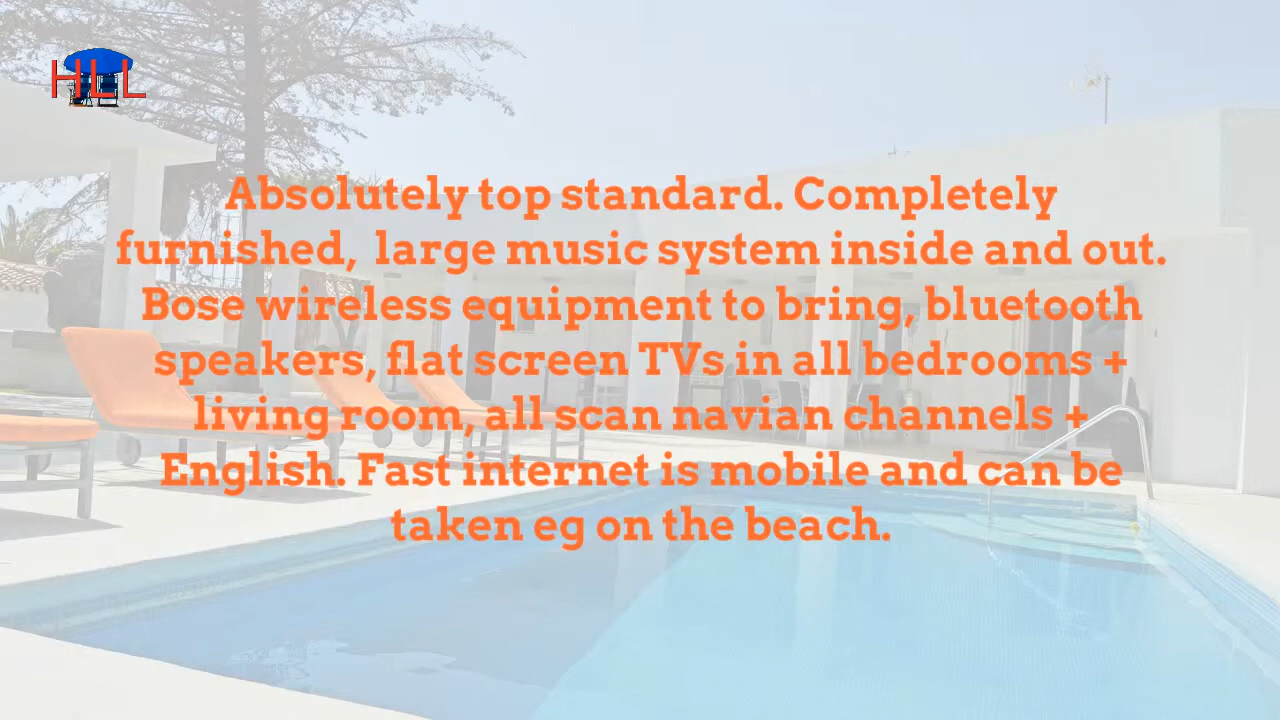 HLL
Absolutely top standard. Completely
furnished,  large music system inside and out.
Bose wireless equipment to bring, bluetooth
speakers, flat screen TVs in all bedrooms +
living room, all scan navian channels +
English. Fast internet is mobile and can be
taken eg on the beach.